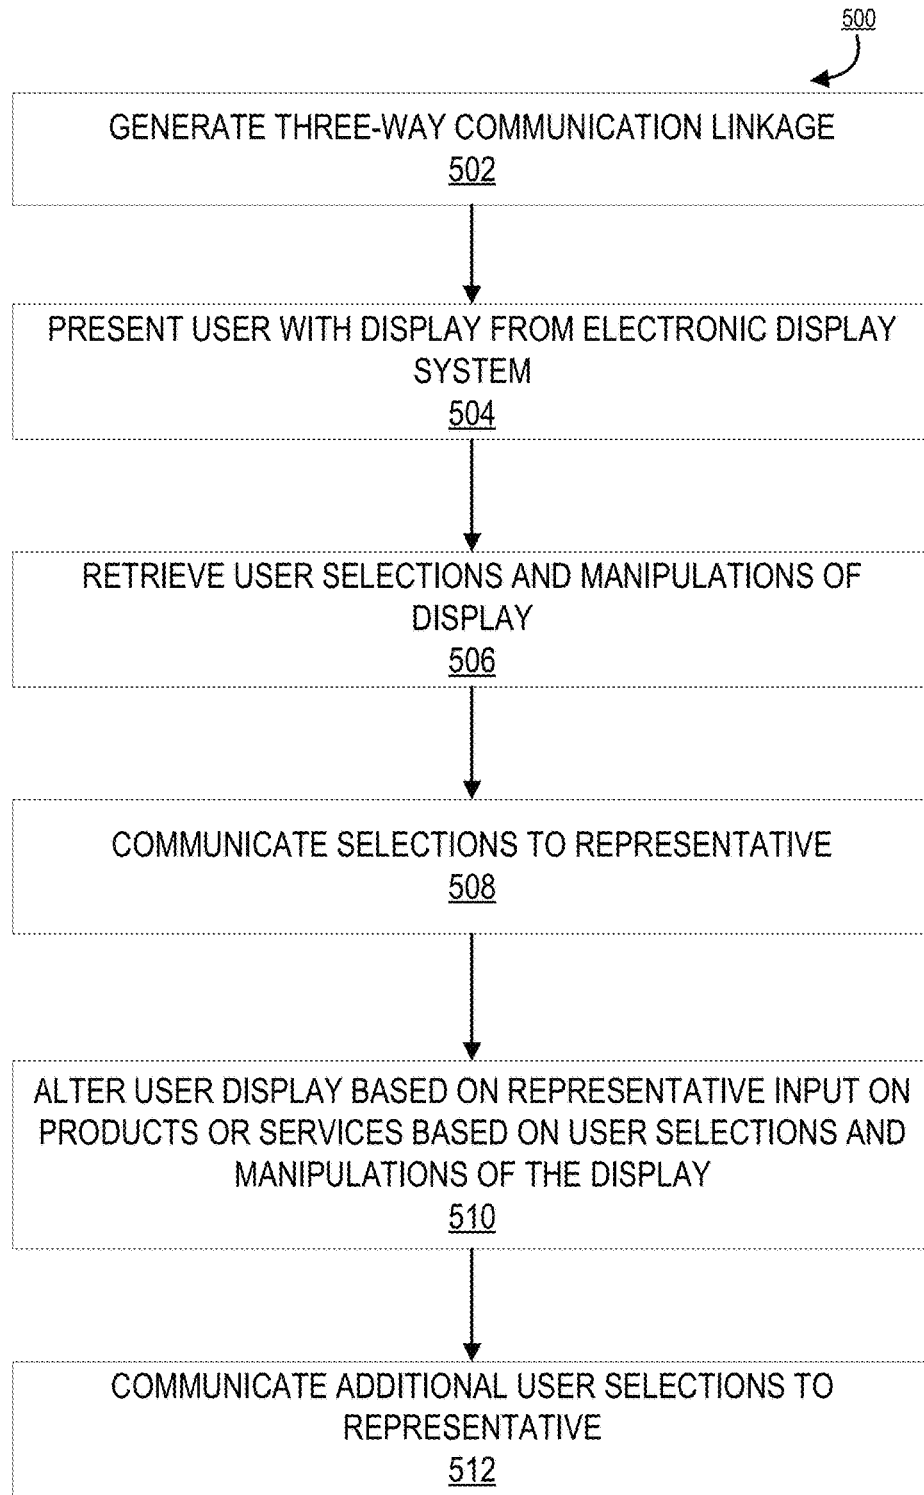 500
GENERATE THREE-WAY COMMUNICATION LINKAGE
502
PRESENT USER WITH DISPLAY FROM ELECTRONIC DISPLAY
SYSTEM
504
RETRIEVE USER SELECTIONS AND MANIPULATIONS OF
DISPLAY
506
COMMUNICATE SELECTIONS TO REPRESENTATIVE
508
ALTER USER DISPLAY BASED ON REPRESENTATIVE INPUT ON
PRODUCTS OR SERVICES BASED ON USER SELECTIONS AND
MANIPULATIONS OF THE DISPLAY
510
COMMUNICATE ADDITIONAL USER SELECTIONS TO
REPRESENTATIVE
512